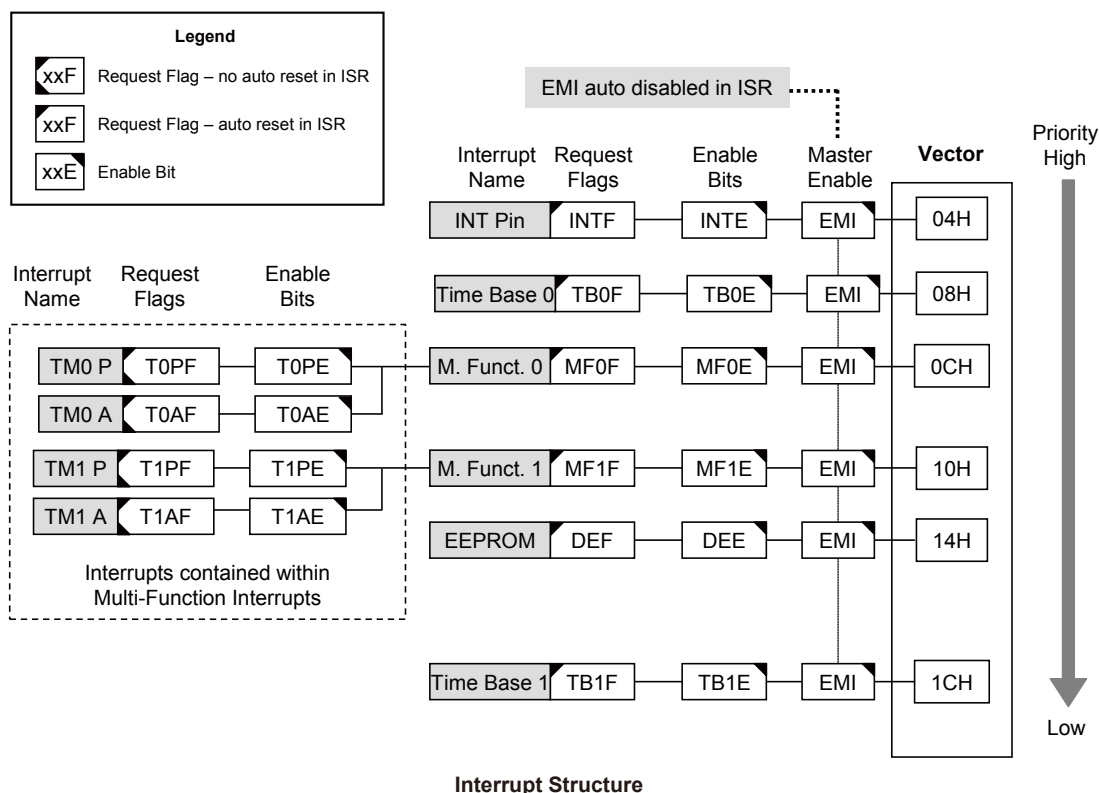 Legend
xxF Request Flag – no auto reset in ISR
xxF Request Flag – auto reset in ISR
xxE Enable Bit
EMI auto disabled in ISR
Priority
High
Interrupt Name
Request Flags
Enable Bits
Master Enable
Vector
INT Pin INTF INTE EMI 04H
Interrupt Name
Request Flags
Enable Bits
Time Base 0 TB0F TB0E EMI 08H
TM0 P T0PF T0PE M. Funct. 0 MF0F MF0E EMI 0CH
TM0 A T0AF T0AE
TM1 P T1PF T1PE M. Funct. 1 MF1F MF1E EMI 10H
TM1 A T1AF T1AE
EEPROM DEF DEE EMI 14H
Interrupts contained within
Multi-Function Interrupts
Time Base 1 TB1F TB1E EMI 1CH
Low
Interrupt Structure